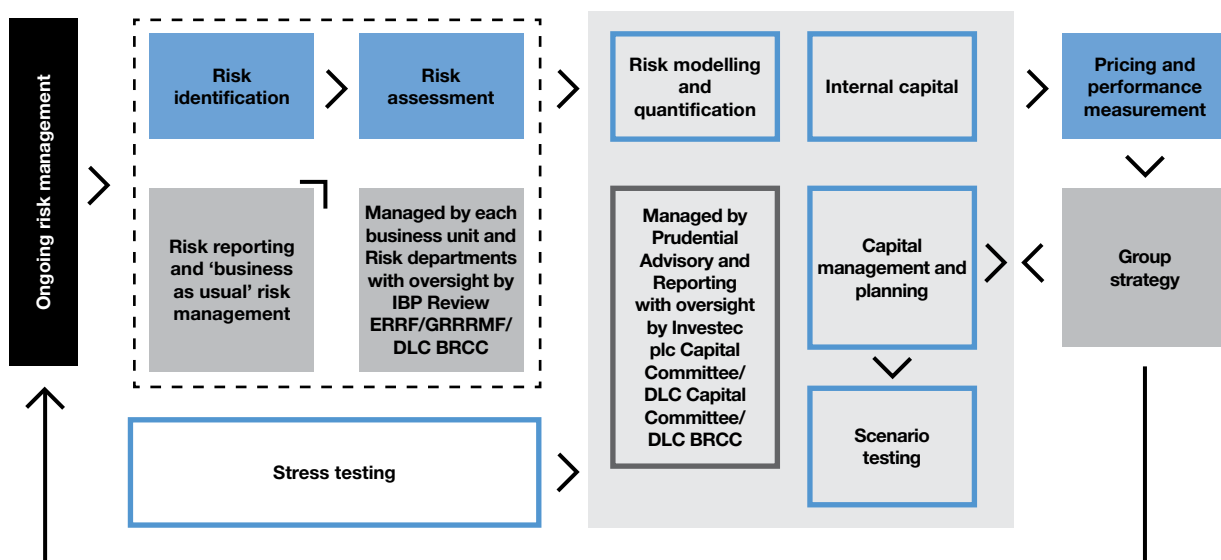 Ongoing risk management
Risk
identification
Risk
assessment
Risk modelling
and
quantification
Internal capital
Pricing and
performance
measurement
Risk reporting
and ‘business
as usual’ risk
management
Managed by each
business unit and
Risk departments
with oversight by
IBP Review
ERRF/GRRRMF/
DLC BRCC
Managed by
Prudential
Advisory and
Reporting
with oversight
by Investec
plc Capital
Committee/
DLC Capital
Committee/
DLC BRCC
Capital
management and
planning
Group
strategy
Stress testing
Scenario
testing